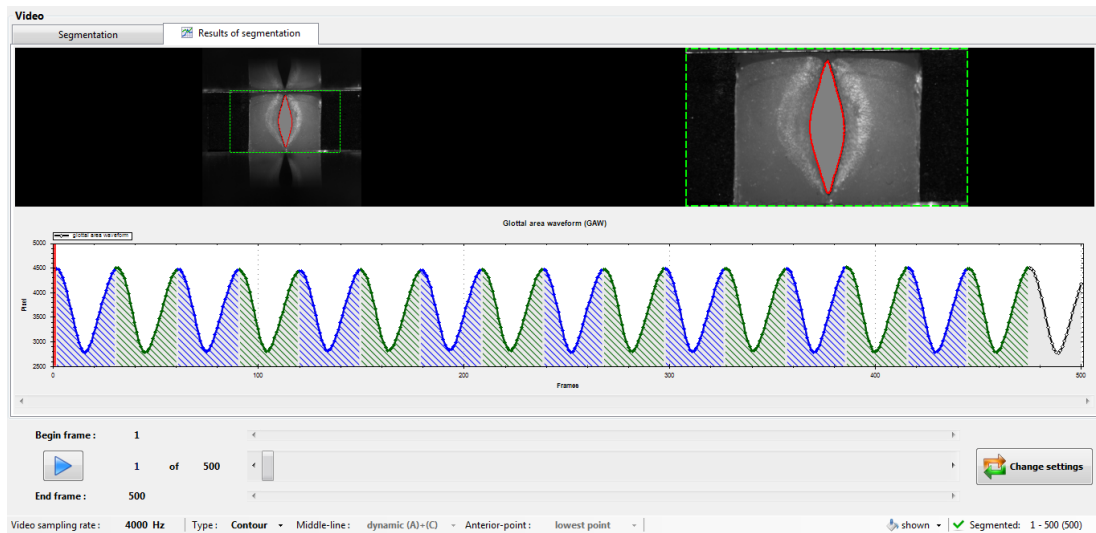 Video
Segmentation
Results of segmentation
Glottal area waveform (GAW)
glottal area waveform
5000
4500
4000
3500
3000
2500
Pixel
0 100 200 300 400 500
Frames
Begin frame : 1
1 of 500
Change settings
End frame : 500
Video sampling rate : 4000 Hz Type : Contour Middle-line : dynamic (A)+(C) Anterior-point : lowest point shown Segmented: 1 - 500 (500)